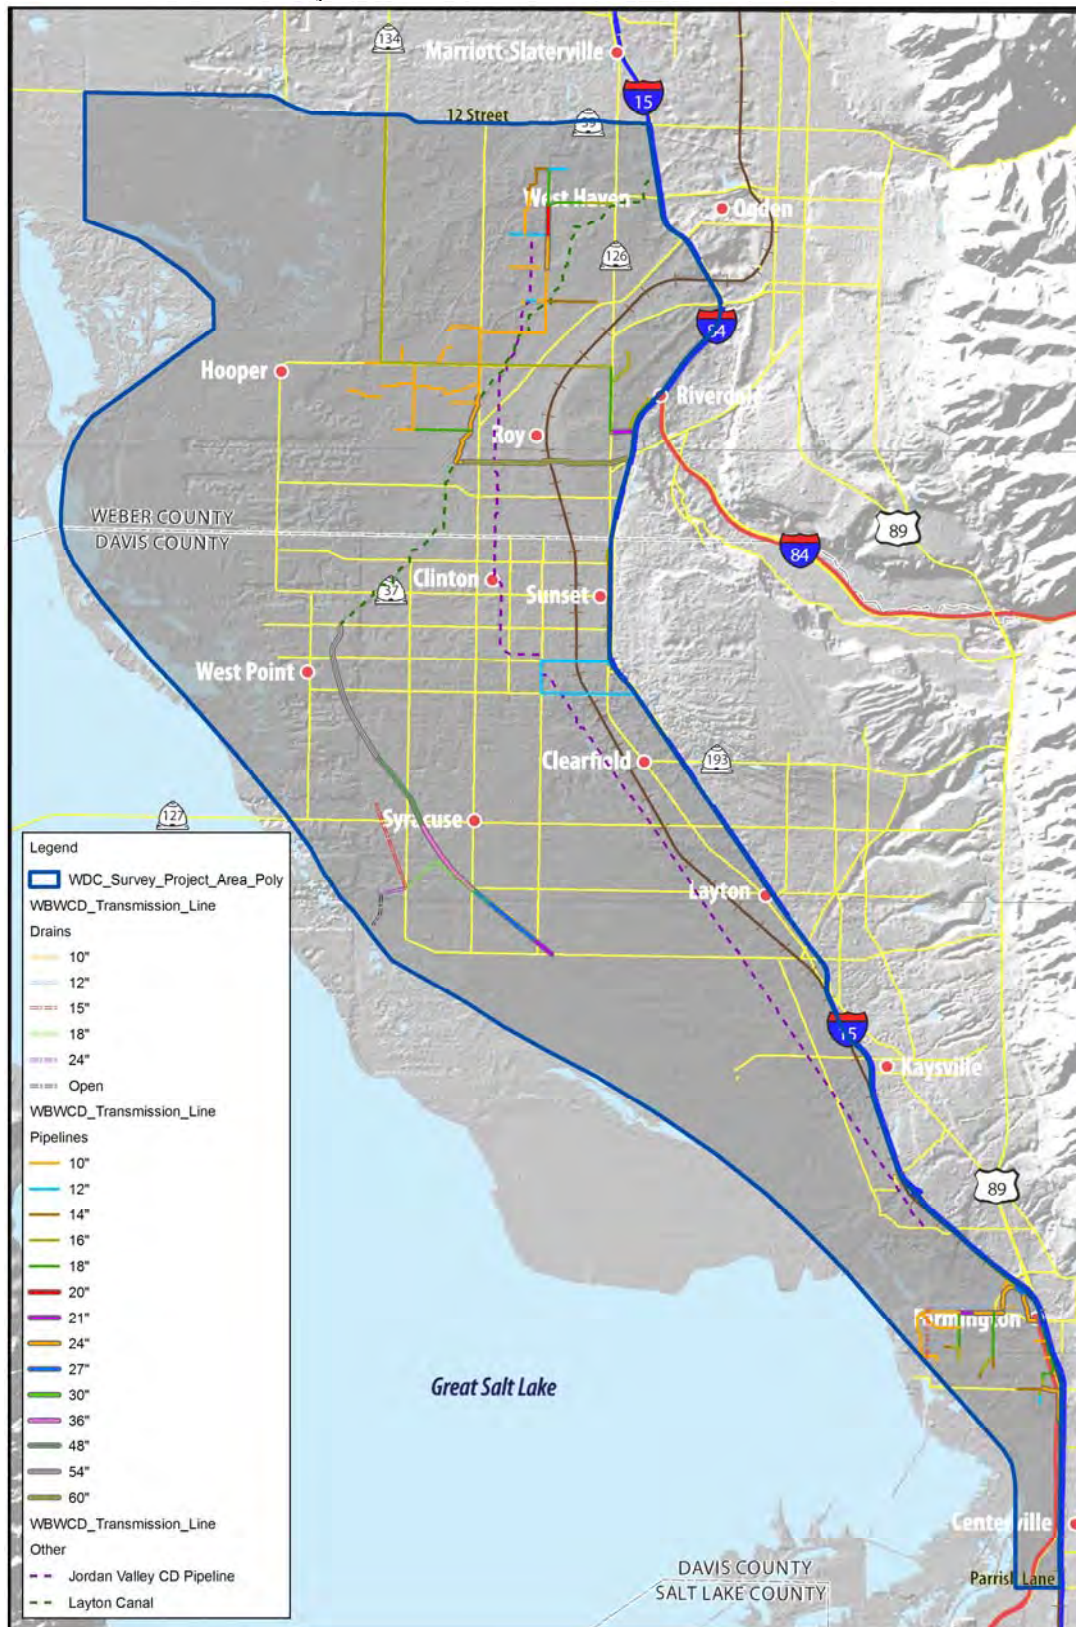 134
Marriott-Slaterville
15
12 Street
39
West Haven
Ogden
126
84
Hooper
Riverdale
Roy
89
WEBER COUNTY
DAVIS COUNTY
84
Clinton
37
Sunset
West Point
Clearfield
193
127
Syracuse
Layton
15
Kaysville
89
Farmington
Great Salt Lake
Centerville
DAVIS COUNTY
SALT LAKE COUNTY
Parrish Lane
Legend
WDC_Survey_Project_Area_Poly
WBWCD_Transmission_Line
Drains
10"
12"
15"
18"
24"
Open
WBWCD_Transmission_Line
Pipelines
10"
12"
14"
16"
18"
20"
21"
24"
27"
30"
36"
48"
54"
60"
WBWCD_Transmission_Line
Other
Jordan Valley CD Pipeline
Layton Canal